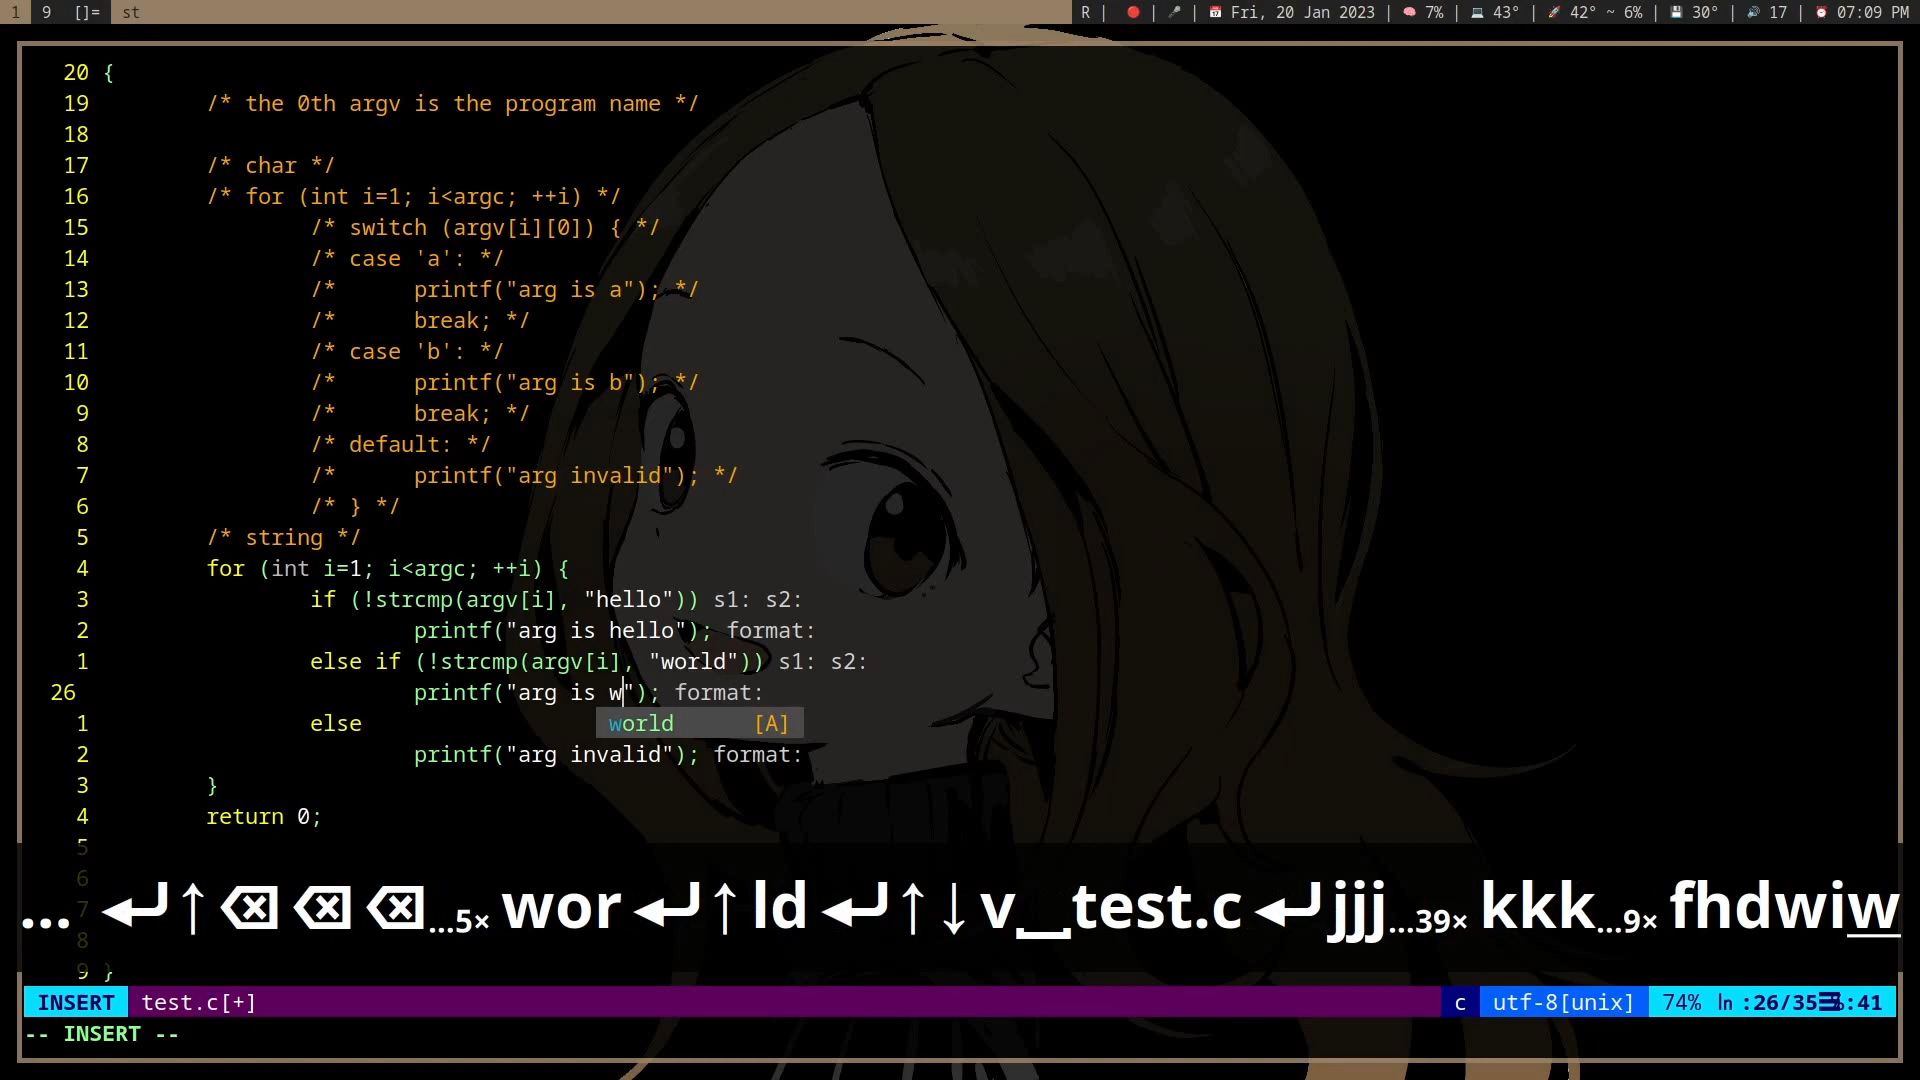 1 9 []= st R | 🔴 | 🎤 | 📅 Fri, 20 Jan 2023 | 🧠 7% | 💻 43° | 🚀 42° ~ 6% | 💾 30° | 🔊 17 | ⏰ 07:09 PM
20 {
19 /* the 0th argv is the program name */
18
17 /* char */
16 /* for (int i=1; i<argc; ++i) */
15 /* switch (argv[i][0]) { */
14 /* case 'a': */
13 /* printf("arg is a"); */
12 /* break; */
11 /* case 'b': */
10 /* printf("arg is b"); */
9 /* break; */
8 /* default: */
7 /* printf("arg invalid"); */
6 /* } */
5 /* string */
4 for (int i=1; i<argc; ++i) {
3 if (!strcmp(argv[i], "hello")) s1: s2:
2 printf("arg is hello"); format:
1 else if (!strcmp(argv[i], "world")) s1: s2:
26 printf("arg is w"); format:
1 else world [A]
2 printf("arg invalid"); format:
3 }
4 return 0;
5
6
7
8
9 }
... ↵↑⌫⌫⌫...5× wor↵↑ld↵↑↓v␣test.c↵jjj...39× kkk...9× fhdwiw
INSERT test.c[+] c utf-8[unix] 74% ln :26/35☰:41
-- INSERT --